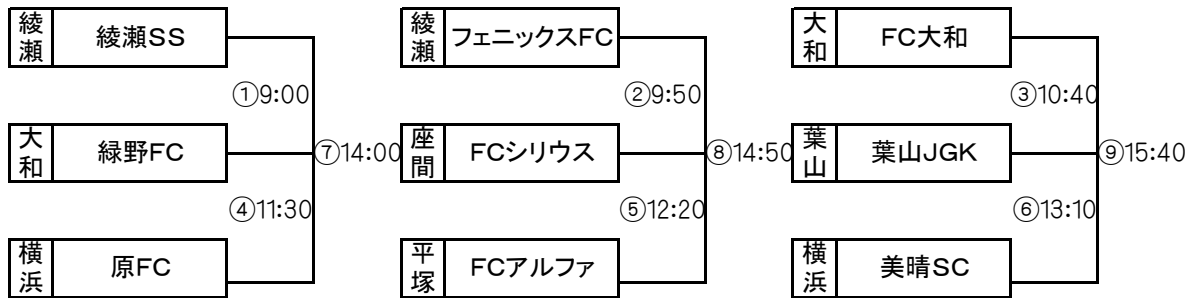 綾瀬 綾瀬SS 綾瀬 フェニックスFC 大和 FC大和
①9:00 ②9:50 ③10:40
大和 緑野FC ⑦14:00 座間 FCシリウス ⑧14:50 葉山 葉山JGK ⑨15:40
④11:30 ⑤12:20 ⑥13:10
横浜 原FC 平塚 FCアルファ 横浜 美晴SC